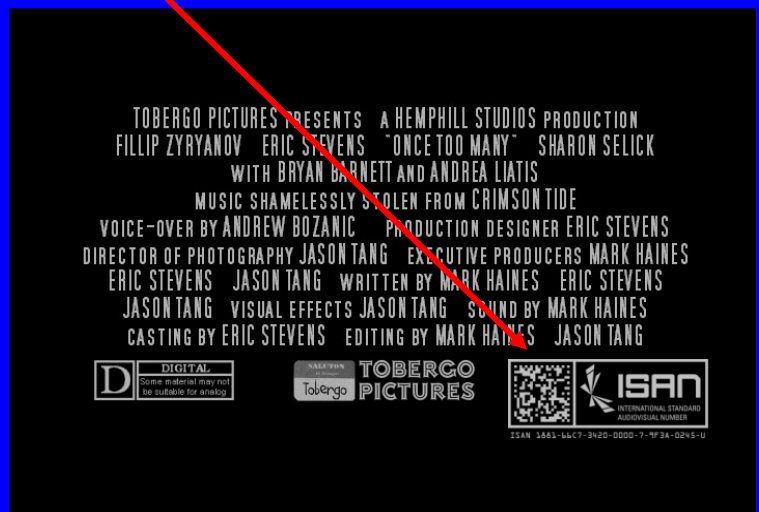 TOBERGO PICTURES PRESENTS A HEMPHILL STUDIOS PRODUCTION
FILLIP ZYRYANOV ERIC STEVENS "ONCE TOO MANY" SHARON SELICK
WITH BRYAN BARNETT AND ANDREA LIATIS
MUSIC SHAMELESSLY STOLEN FROM CRIMSON TIDE
VOICE-OVER BY ANDREW BOZANIC PRODUCTION DESIGNER ERIC STEVENS
DIRECTOR OF PHOTOGRAPHY JASON TANG EXECUTIVE PRODUCERS MARK HAINES
ERIC STEVENS JASON TANG WRITTEN BY MARK HAINES ERIC STEVENS
JASON TANG VISUAL EFFECTS JASON TANG SOUND BY MARK HAINES
CASTING BY ERIC STEVENS EDITING BY MARK HAINES JASON TANG
D DIGITAL
Some material may not
be suitable for analog
Tobergo
TOBERGO
PICTURES
ISAN
INTERNATIONAL STANDARD
AUDIOVISUAL NUMBER
ISAN 1881-66C7-3420-0000-7-9F3A-0245-U